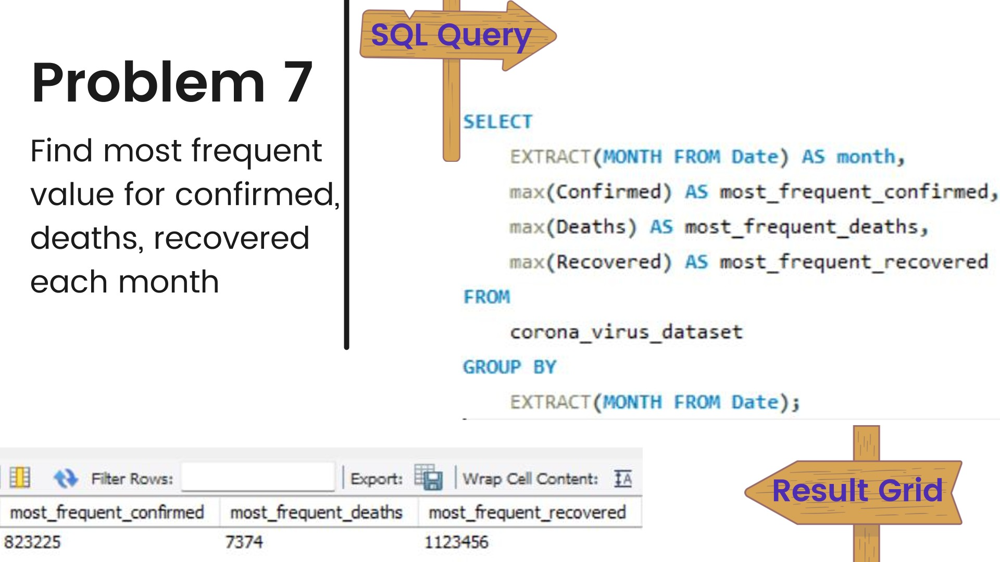 Problem 7
Find most frequent
value for confirmed,
deaths, recovered
each month
SQL Query
SELECT
EXTRACT(MONTH FROM Date) AS month,
max(Confirmed) AS most_frequent_confirmed,
max(Deaths) AS most_frequent_deaths,
max(Recovered) AS most_frequent_recovered
FROM
corona_virus_dataset
GROUP BY
EXTRACT(MONTH FROM Date);
Result Grid
Filter Rows: Export: Wrap Cell Content:
most_frequent_confirmed most_frequent_deaths most_frequent_recovered
823225 7374 1123456